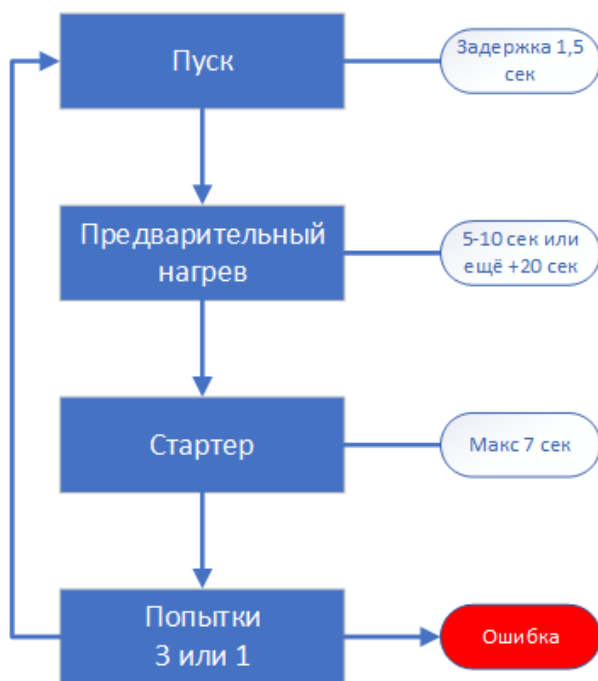 Пуск
Задержка 1,5
сек
Предварительный
нагрев
5-10 сек или
ещё +20 сек
Стартер
Макс 7 сек
Попытки
3 или 1
Ошибка